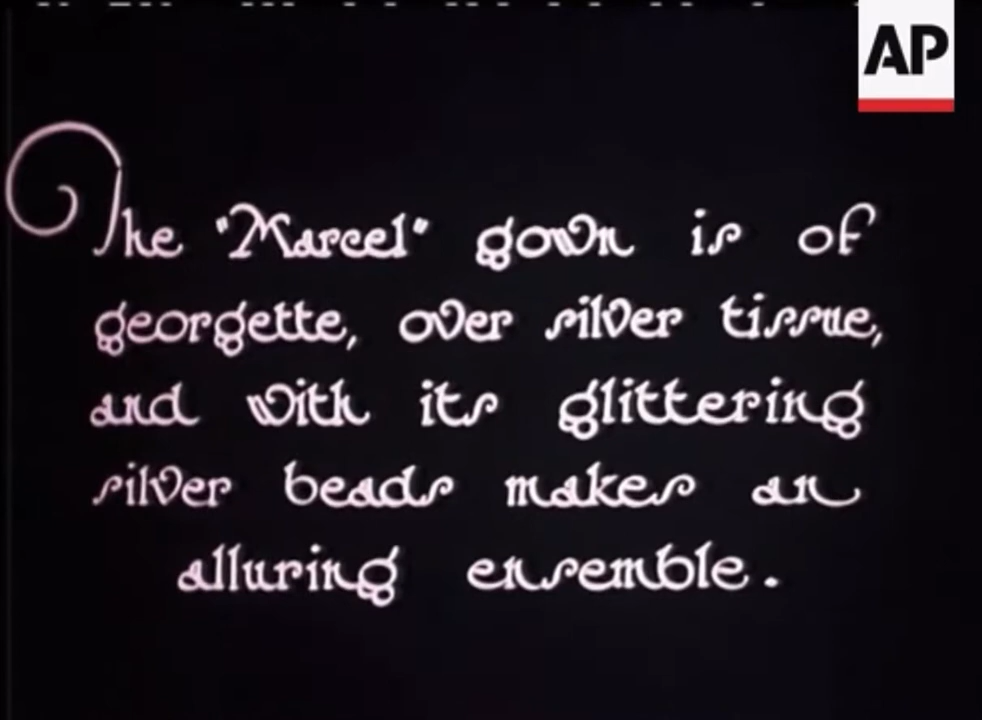 AP
The "Marcel" gown is of
georgette, over silver tissue,
and with its glittering
silver beads makes an
alluring ensemble.